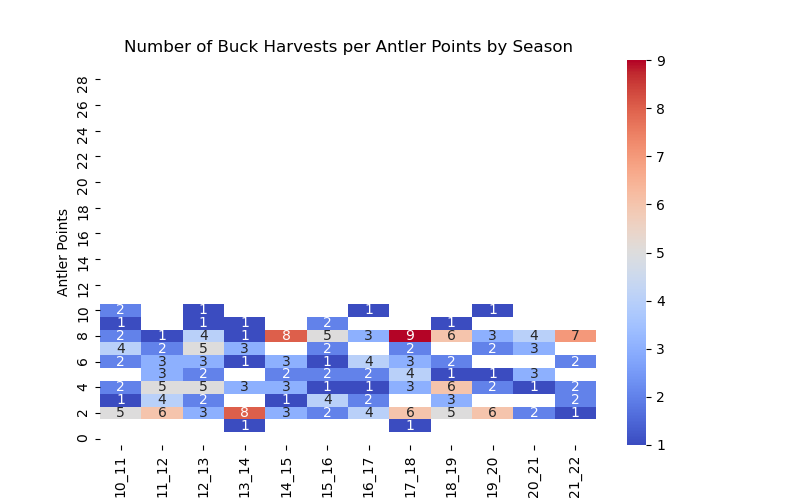 Number of Buck Harvests per Antler Points by Season
Antler Points
28
26
24
22
20
18
16
14
12
10 2 1 1 1
1 1 1 2 1
8 2 1 4 1 8 5 3 9 6 3 4 7
4 2 5 3 2 2 2 3
6 2 3 3 1 3 1 4 3 2 2
3 2 2 2 2 4 1 1 3
4 2 5 5 3 3 1 1 3 6 2 1 2
1 4 2 1 4 2 3 2
2 5 6 3 8 3 2 4 6 5 6 2 1
1 1
0
10_11 11_12 12_13 13_14 14_15 15_16 16_17 17_18 18_19 19_20 20_21 21_22
9
8
7
6
5
4
3
2
1